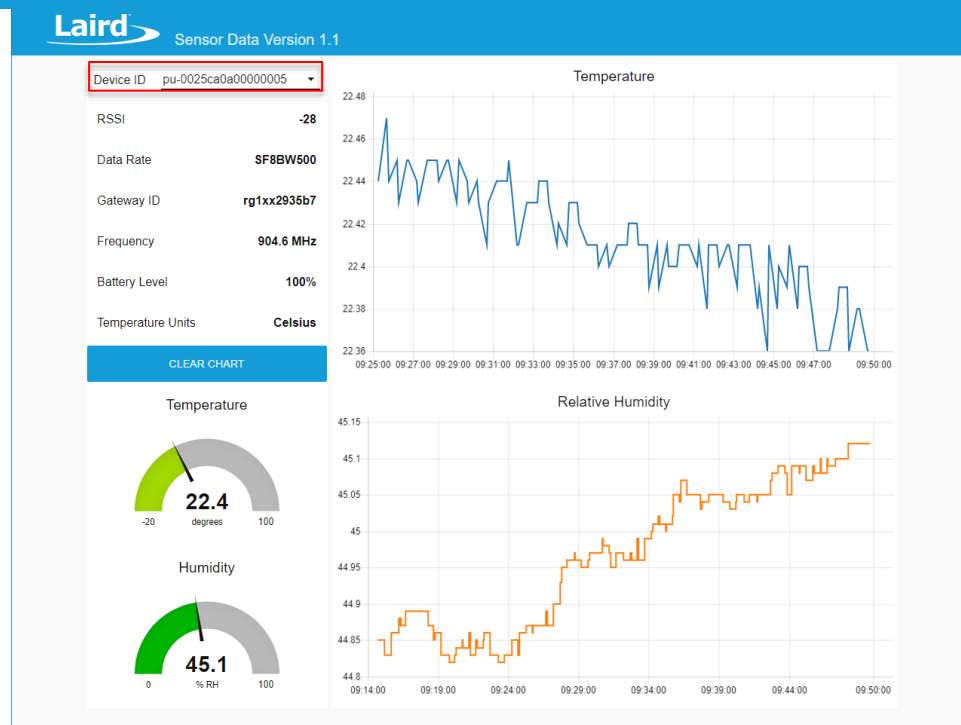 Laird
Sensor Data Version 1.1
Device ID pu-0025ca0a00000005
RSSI -28
Data Rate SF8BW500
Gateway ID rg1xx2935b7
Frequency 904.6 MHz
Battery Level 100%
Temperature Units Celsius
CLEAR CHART
Temperature
22.4
-20 degrees 100
Humidity
45.1
0 % RH 100
Temperature
22.48
22.46
22.44
22.42
22.4
22.38
22.36
09:25:00 09:27:00 09:29:00 09:31:00 09:33:00 09:35:00 09:37:00 09:39:00 09:41:00 09:43:00 09:45:00 09:47:00 09:50:00
Relative Humidity
45.15
45.1
45.05
45
44.95
44.9
44.85
44.8
09:14:00 09:19:00 09:24:00 09:29:00 09:34:00 09:39:00 09:44:00 09:50:00